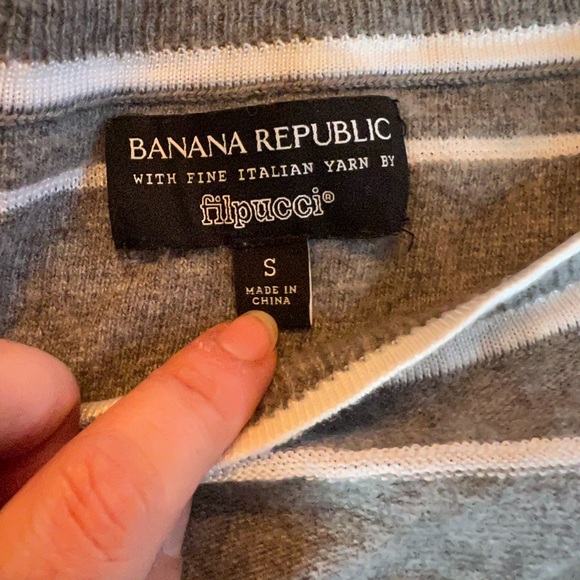 BANANA REPUBLIC
WITH FINE ITALIAN YARN BY
filpucci®
S
MADE IN
CHINA